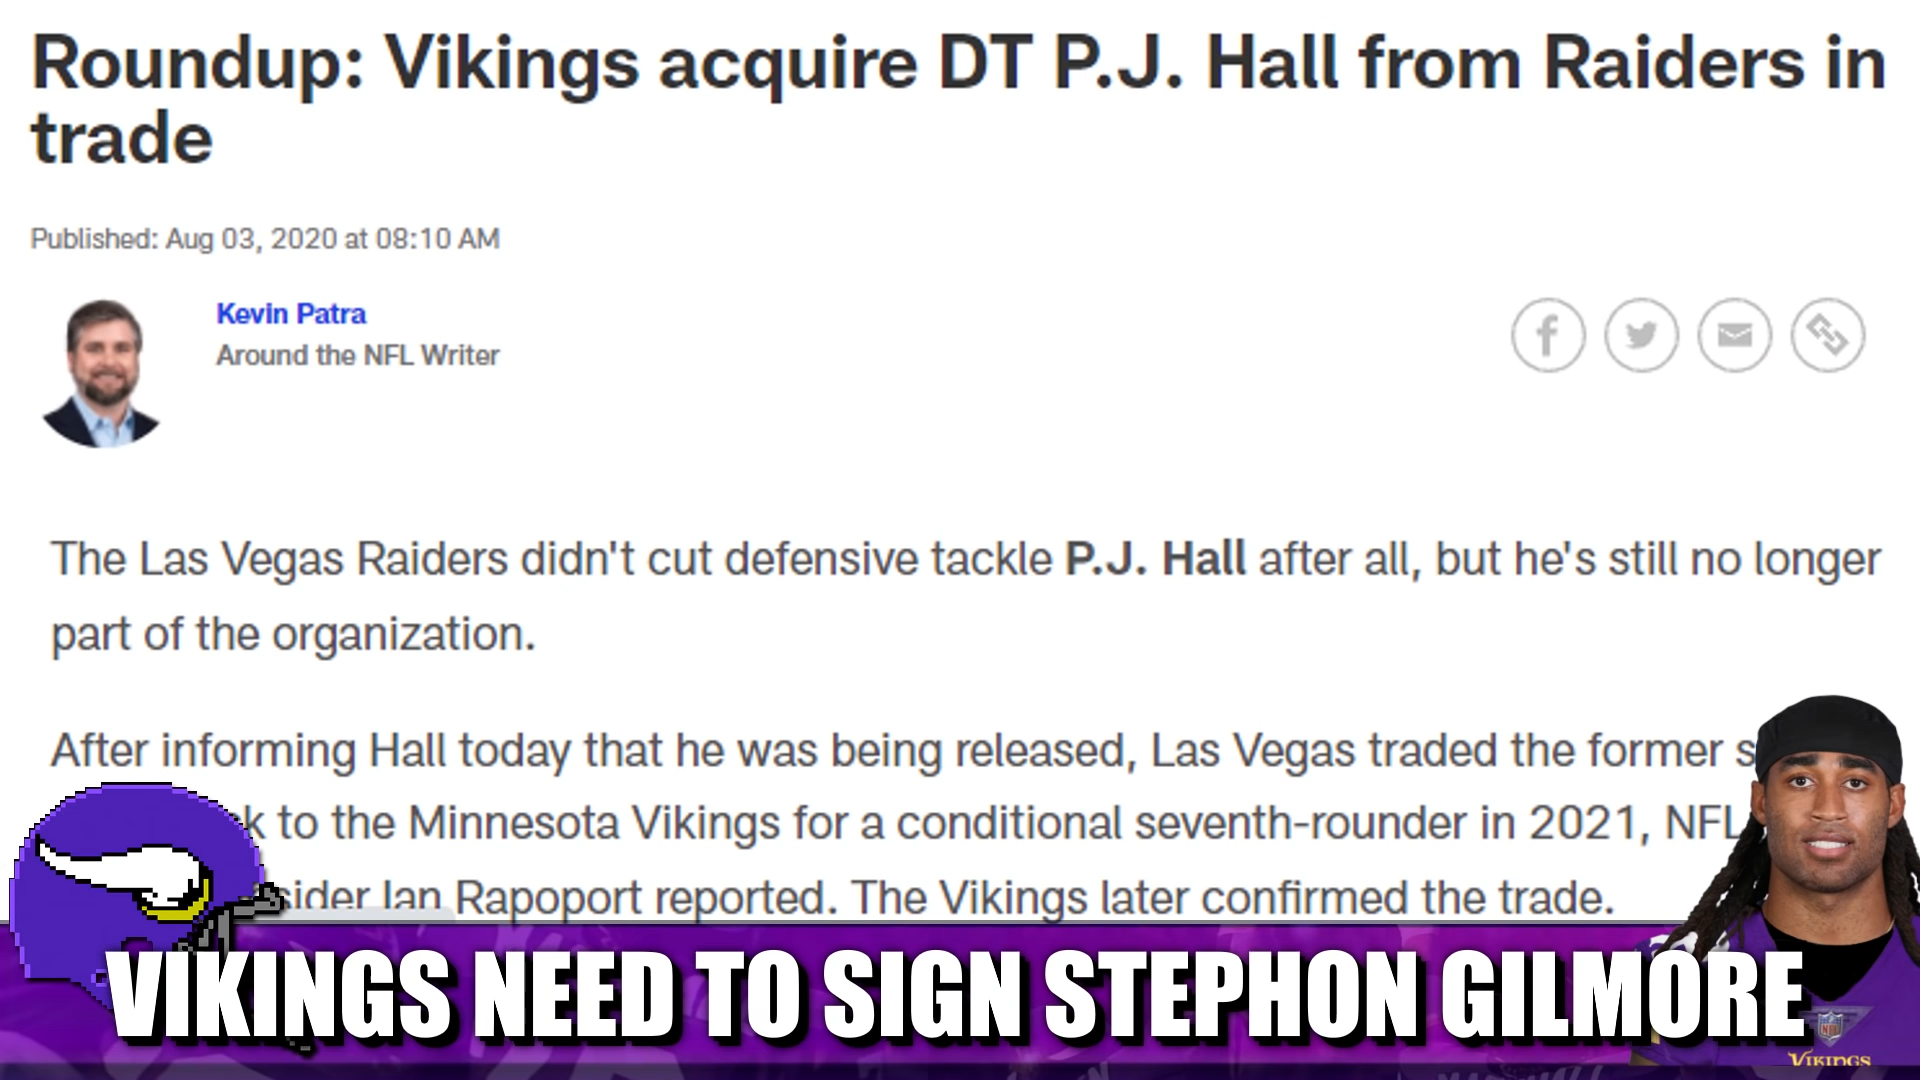 Roundup: Vikings acquire DT P.J. Hall from Raiders in
trade
Published: Aug 03, 2020 at 08:10 AM
Kevin Patra
Around the NFL Writer
The Las Vegas Raiders didn't cut defensive tackle P.J. Hall after all, but he's still no longer
part of the organization.
After informing Hall today that he was being released, Las Vegas traded the former s
k to the Minnesota Vikings for a conditional seventh-rounder in 2021, NFL
sider Ian Rapoport reported. The Vikings later confirmed the trade.
VIKINGS NEED TO SIGN STEPHON GILMORE
NFL
VIKINGS